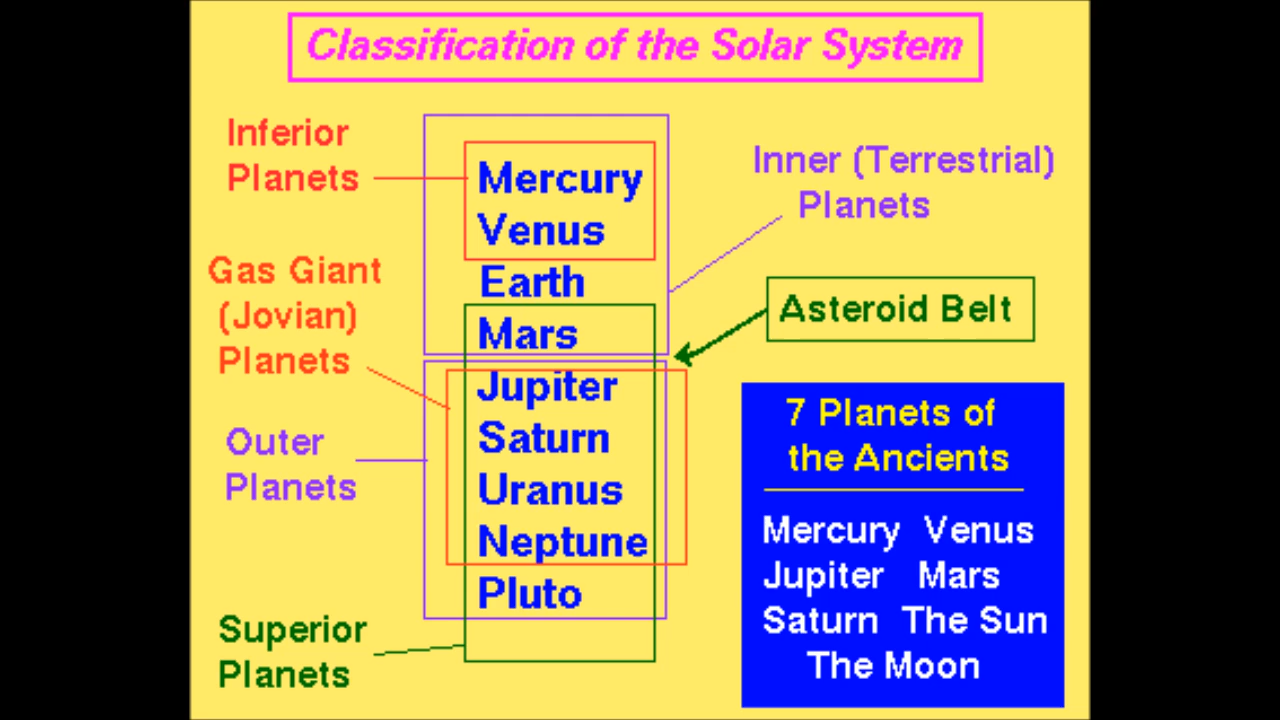 Classification of the Solar System
Inferior
Planets
Gas Giant
(Jovian)
Planets
Outer
Planets
Superior
Planets
Mercury
Venus
Earth
Mars
Jupiter
Saturn
Uranus
Neptune
Pluto
Inner (Terrestrial)
Planets
Asteroid Belt
7 Planets of
the Ancients
Mercury Venus
Jupiter Mars
Saturn The Sun
The Moon